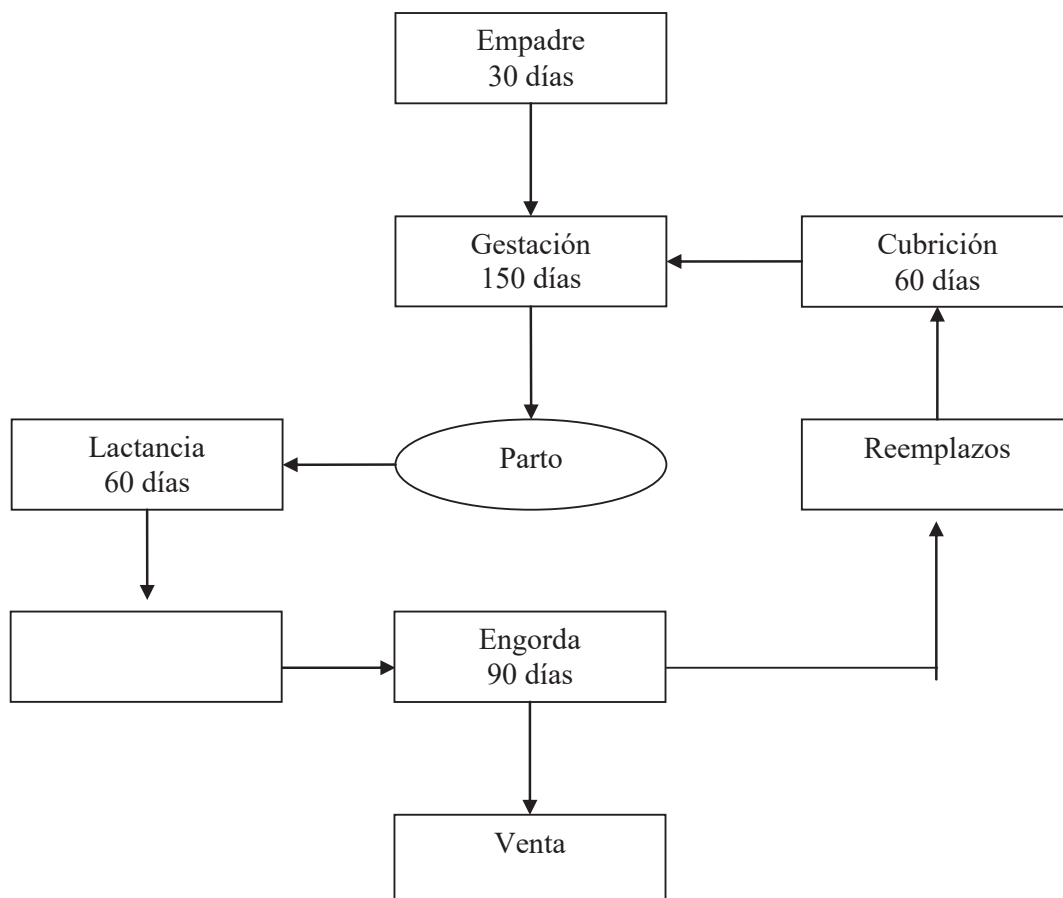 Empadre
30 días
Gestación
150 días
Cubrición
60 días
Parto
Lactancia
60 días
Reemplazos
Engorda
90 días
Venta